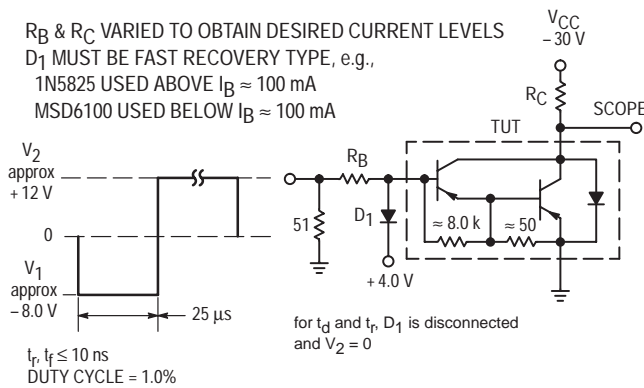 R_B & R_C VARIED TO OBTAIN DESIRED CURRENT LEVELS
D_1 MUST BE FAST RECOVERY TYPE, e.g.,
1N5825 USED ABOVE I_B ≈ 100 mA
MSD6100 USED BELOW I_B ≈ 100 mA
V_CC
– 30 V
R_C
SCOPE
TUT
V_2
approx
+ 12 V
0
V_1
approx
– 8.0 V
25 µs
R_B
51
D_1
+ 4.0 V
≈ 8.0 k
≈ 50
for t_d and t_r, D_1 is disconnected
and V_2 = 0
t_r, t_f ≤ 10 ns
DUTY CYCLE = 1.0%